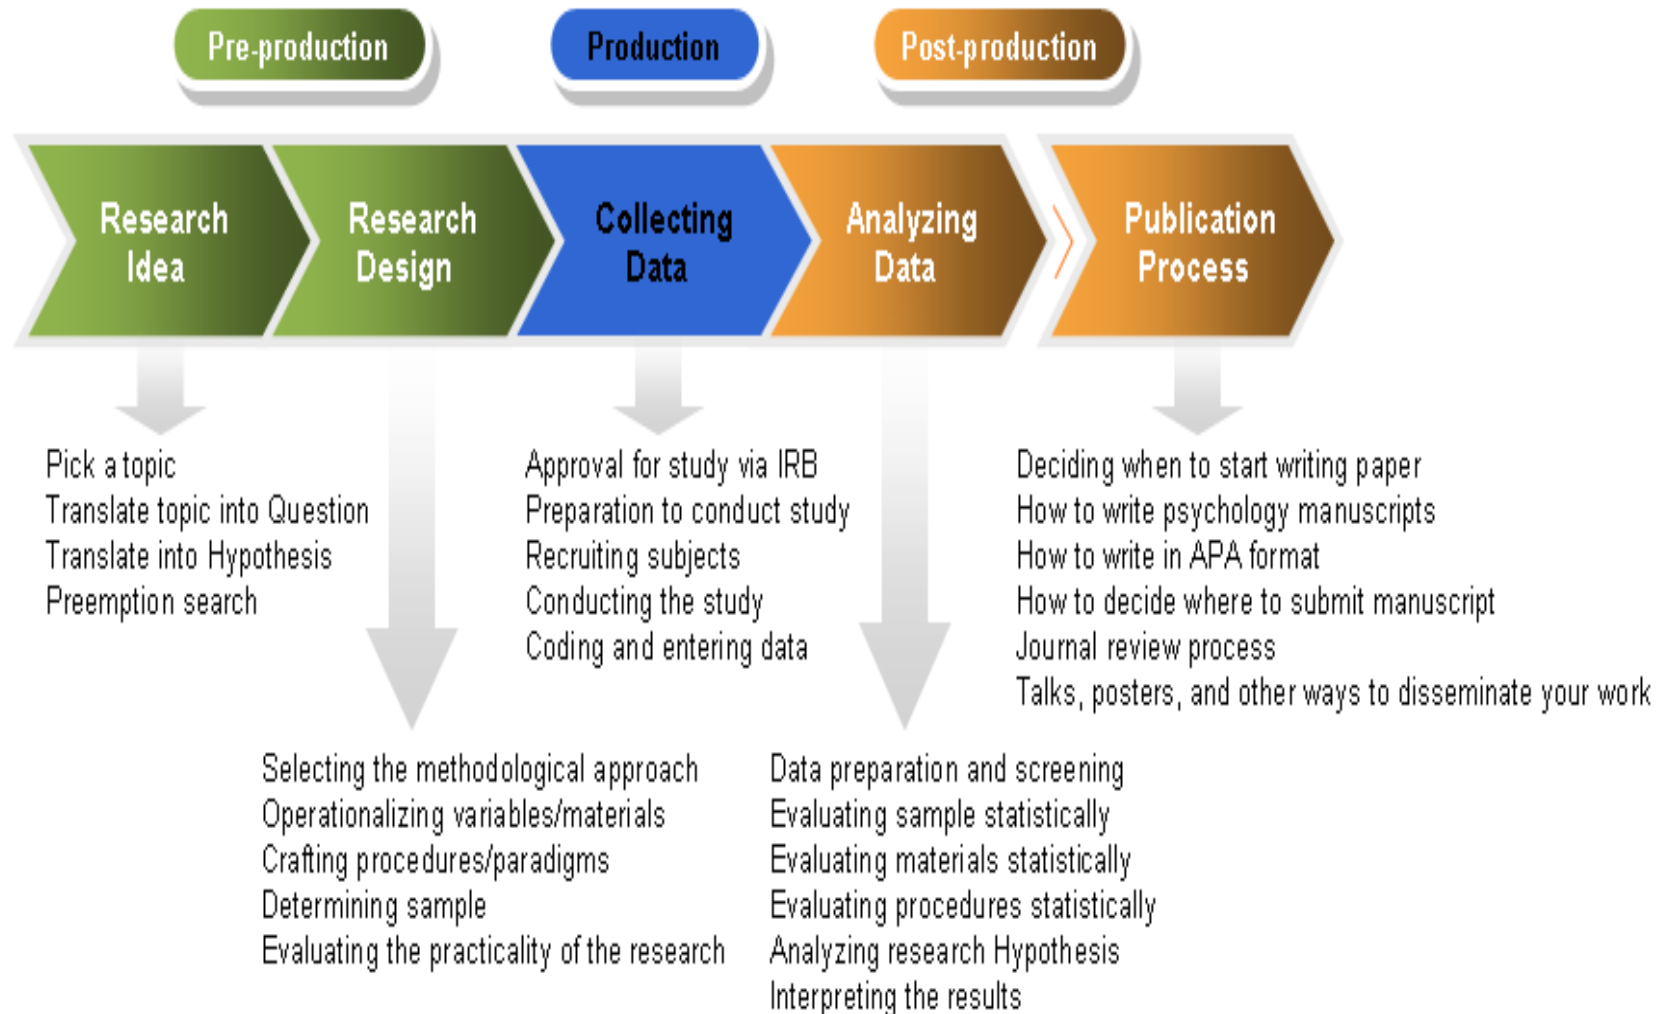 Pre-production
Production
Post-production
Research
Idea
Research
Design
Collecting
Data
Analyzing
Data
Publication
Process
Pick a topic
Translate topic into Question
Translate into Hypothesis
Preemption search
Selecting the methodological approach
Operationalizing variables/materials
Crafting procedures/paradigms
Determining sample
Evaluating the practicality of the research
Approval for study via IRB
Preparation to conduct study
Recruiting subjects
Conducting the study
Coding and entering data
Data preparation and screening
Evaluating sample statistically
Evaluating materials statistically
Evaluating procedures statistically
Analyzing research Hypothesis
Interpreting the results
Deciding when to start writing paper
How to write psychology manuscripts
How to write in APA format
How to decide where to submit manuscript
Journal review process
Talks, posters, and other ways to disseminate your work